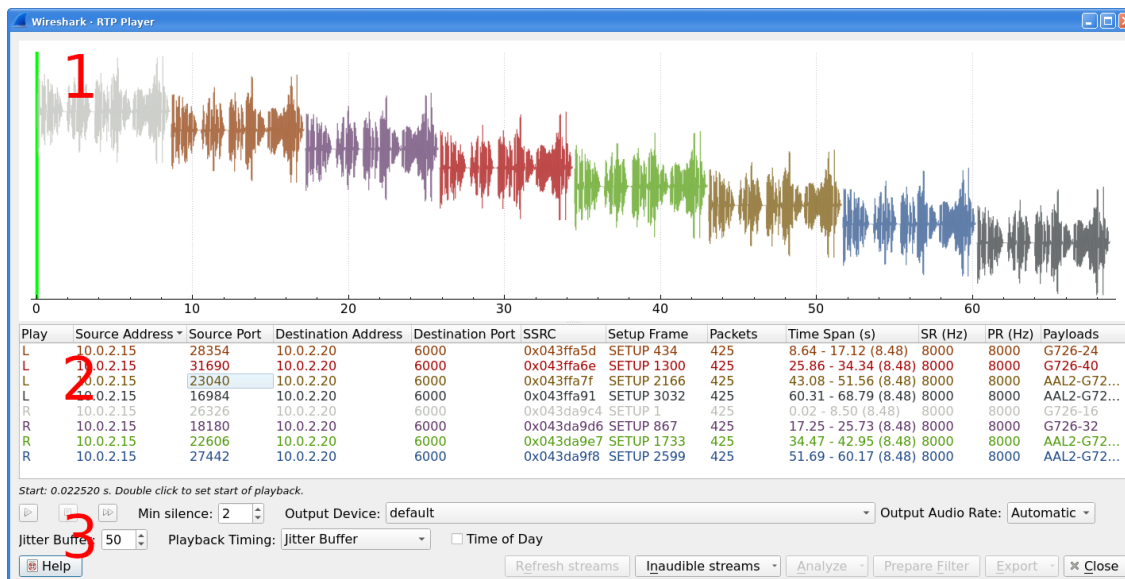 Wireshark · RTP Player
1
0 10 20 30 40 50 60
Play Source Address Source Port Destination Address Destination Port SSRC Setup Frame Packets Time Span (s) SR (Hz) PR (Hz) Payloads
L 10.0.2.15 28354 10.0.2.20 6000 0x043ffa5d SETUP 434 425 8.64 - 17.12 (8.48) 8000 8000 G726-24
L 10.0.2.15 31690 10.0.2.20 6000 0x043ffa6e SETUP 1300 425 25.86 - 34.34 (8.48) 8000 8000 G726-40
L 10.0.2.15 23040 10.0.2.20 6000 0x043ffa7f SETUP 2166 425 43.08 - 51.56 (8.48) 8000 8000 AAL2-G72...
2
L 10.0.2.15 16984 10.0.2.20 6000 0x043ffa91 SETUP 3032 425 60.31 - 68.79 (8.48) 8000 8000 AAL2-G72...
R 10.0.2.15 26326 10.0.2.20 6000 0x043da9c4 SETUP 1 425 0.02 - 8.50 (8.48) 8000 8000 G726-16
R 10.0.2.15 18180 10.0.2.20 6000 0x043da9d6 SETUP 867 425 17.25 - 25.73 (8.48) 8000 8000 G726-32
R 10.0.2.15 22606 10.0.2.20 6000 0x043da9e7 SETUP 1733 425 34.47 - 42.95 (8.48) 8000 8000 AAL2-G72...
R 10.0.2.15 27442 10.0.2.20 6000 0x043da9f8 SETUP 2599 425 51.69 - 60.17 (8.48) 8000 8000 AAL2-G72...
Start: 0.022520 s. Double click to set start of playback.
Min silence: 2 Output Device: default Output Audio Rate: Automatic
3
Jitter Buffer: 50 Playback Timing: Jitter Buffer Time of Day
Help Refresh streams Inaudible streams Analyze Prepare Filter Export Close